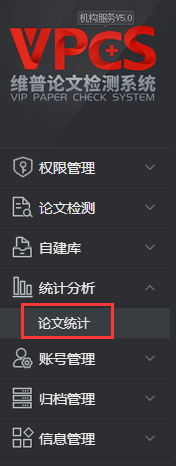 机构服务V5.0
VPCS
维普论文检测系统
VIP PAPER CHECK SYSTEM
权限管理
论文检测
自建库
统计分析
论文统计
账号管理
归档管理
信息管理